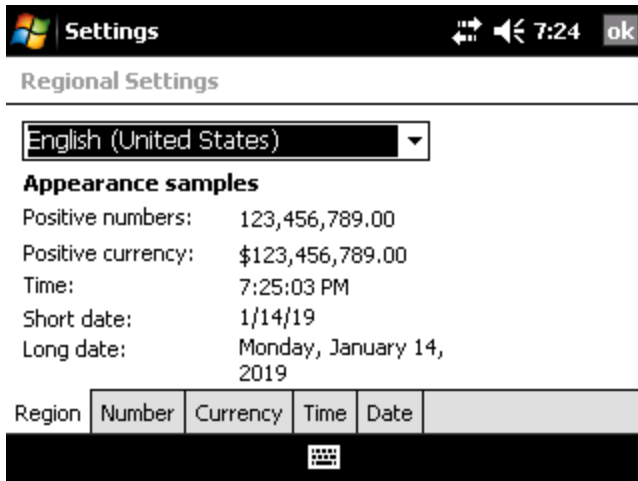 Settings 7:24 ok
Regional Settings
English (United States)
Appearance samples
Positive numbers: 123,456,789.00
Positive currency: $123,456,789.00
Time: 7:25:03 PM
Short date: 1/14/19
Long date: Monday, January 14,
2019
Region Number Currency Time Date